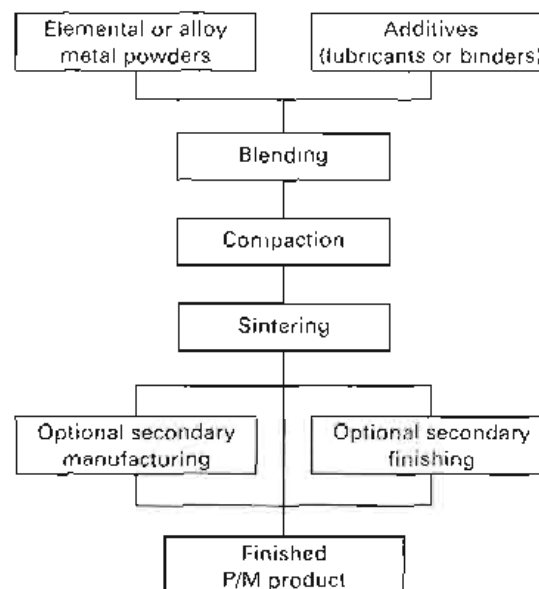 Elemental or alloy
metal powders
Additives
(lubricants or binders)
Blending
Compaction
Sintering
Optional secondary
manufacturing
Optional secondary
finishing
Finished
P/M product